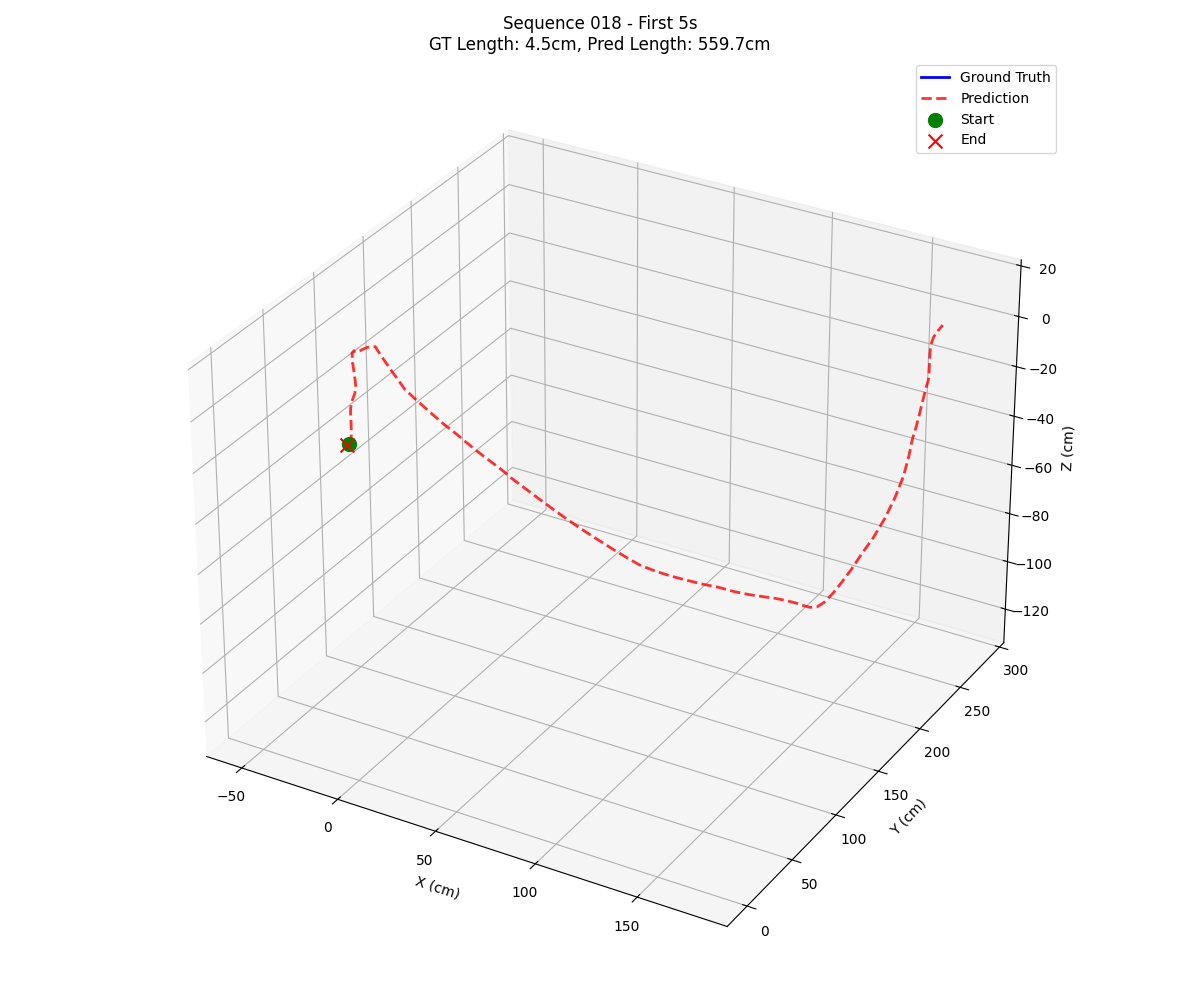 Sequence 018 - First 5s
GT Length: 4.5cm, Pred Length: 559.7cm
Ground Truth
Prediction
Start
End
20
0
−20
−40
−60
−80
−100
−120
Z (cm)
300
250
200
150
100
50
0
Y (cm)
−50
0
50
100
150
X (cm)